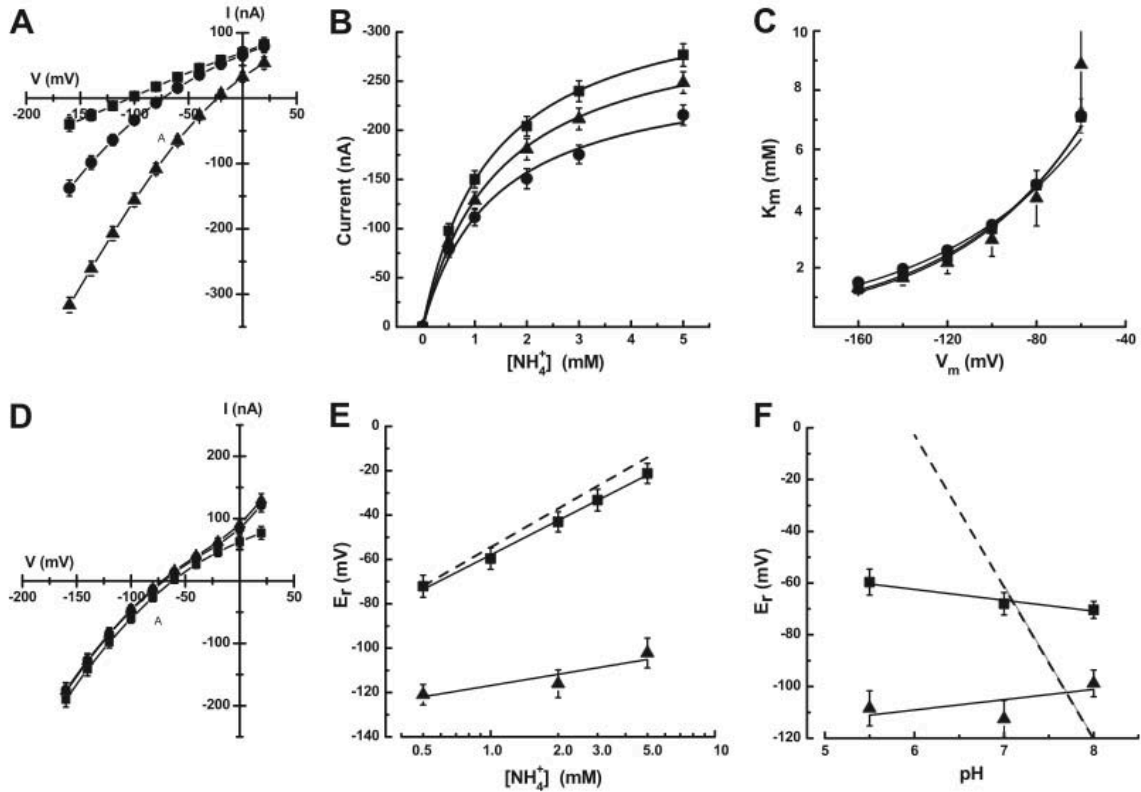 A
I (nA)
100
V (mV)
-200 -150 -100 -50 50
A
-100
-200
-300
B
Current (nA)
-300
-250
-200
-150
-100
-50
0
0 1 2 3 4 5
[NH₄⁺] (mM)
C
Kₘ (mM)
10
8
6
4
2
-160 -120 -80 -40
Vₘ (mV)
D
I (nA)
200
100
V (mV)
-200 -150 -100 -50 50
A
-100
-200
E
Eᵣ (mV)
0
-20
-40
-60
-80
-100
-120
-140
0.5 1.0 2.0 3.0 5.0 10
[NH₄⁺] (mM)
F
Eᵣ (mV)
0
-20
-40
-60
-80
-100
-120
5 6 7 8
pH